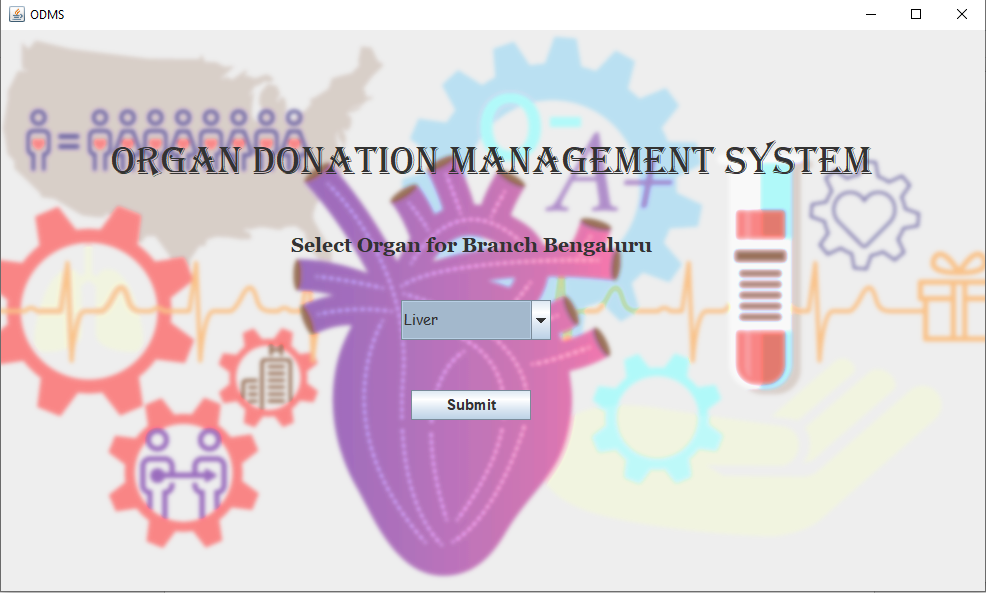 ODMS
O-
A+
=
ORGAN DONATION MANAGEMENT SYSTEM
Select Organ for Branch Bengaluru
Liver
Submit
H